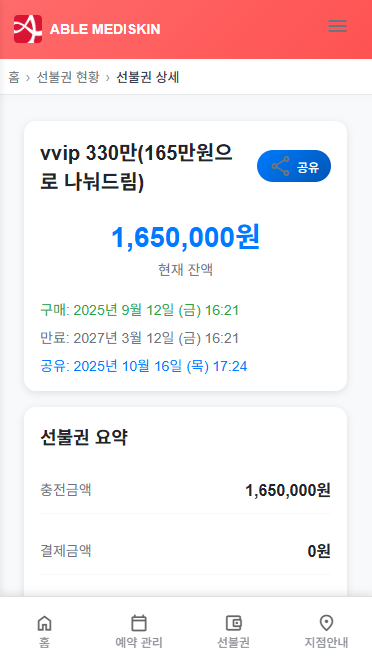 ABLE MEDISKIN
홈 › 선불권 현황 › 선불권 상세
vvip 330만(165만원으
로 나눠드림)
공유
1,650,000원
현재 잔액
구매: 2025년 9월 12일 (금) 16:21
만료: 2027년 3월 12일 (금) 16:21
공유: 2025년 10월 16일 (목) 17:24
선불권 요약
충전금액 1,650,000원
결제금액 0원
홈 예약 관리 선불권 지점안내